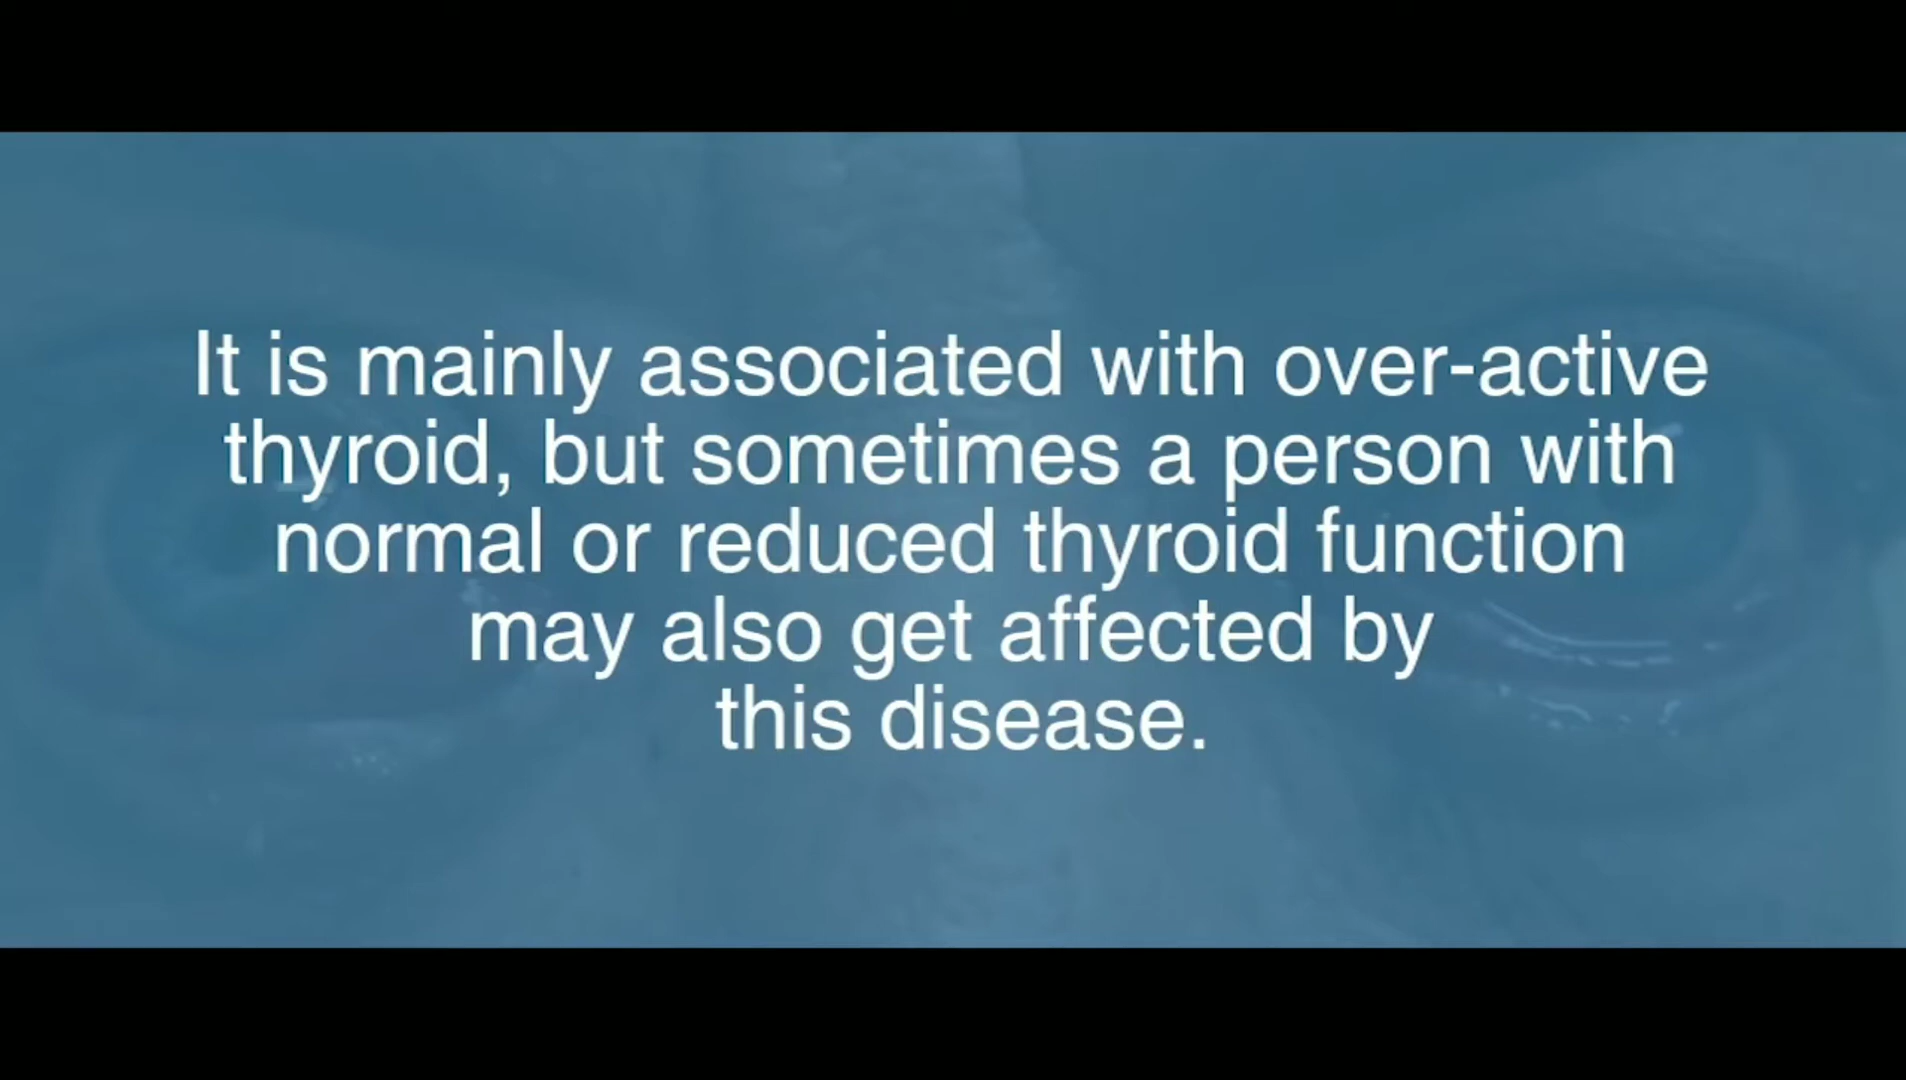 It is mainly associated with over-active
thyroid, but sometimes a person with
normal or reduced thyroid function
may also get affected by
this disease.